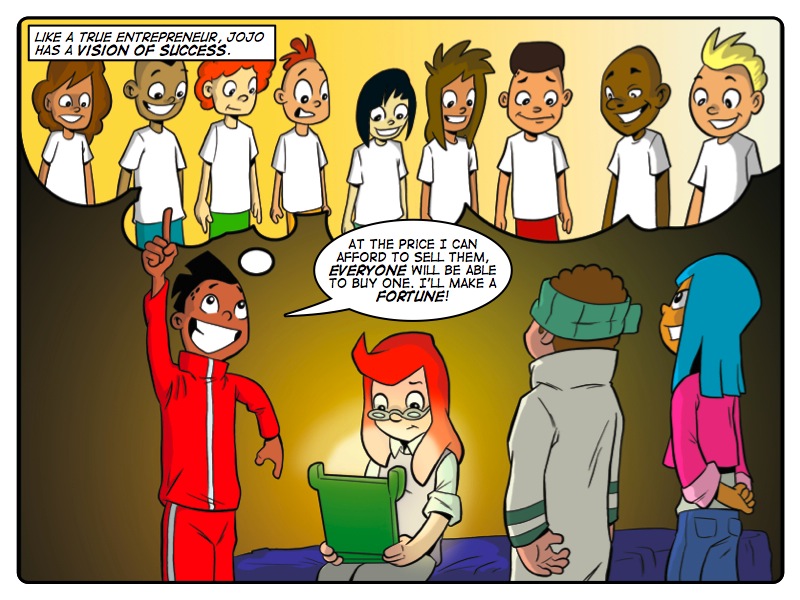 LIKE A TRUE ENTREPRENEUR, JOJO
HAS A VISION OF SUCCESS.
AT THE PRICE I CAN
AFFORD TO SELL THEM,
EVERYONE WILL BE ABLE
TO BUY ONE. I'LL MAKE A
FORTUNE!